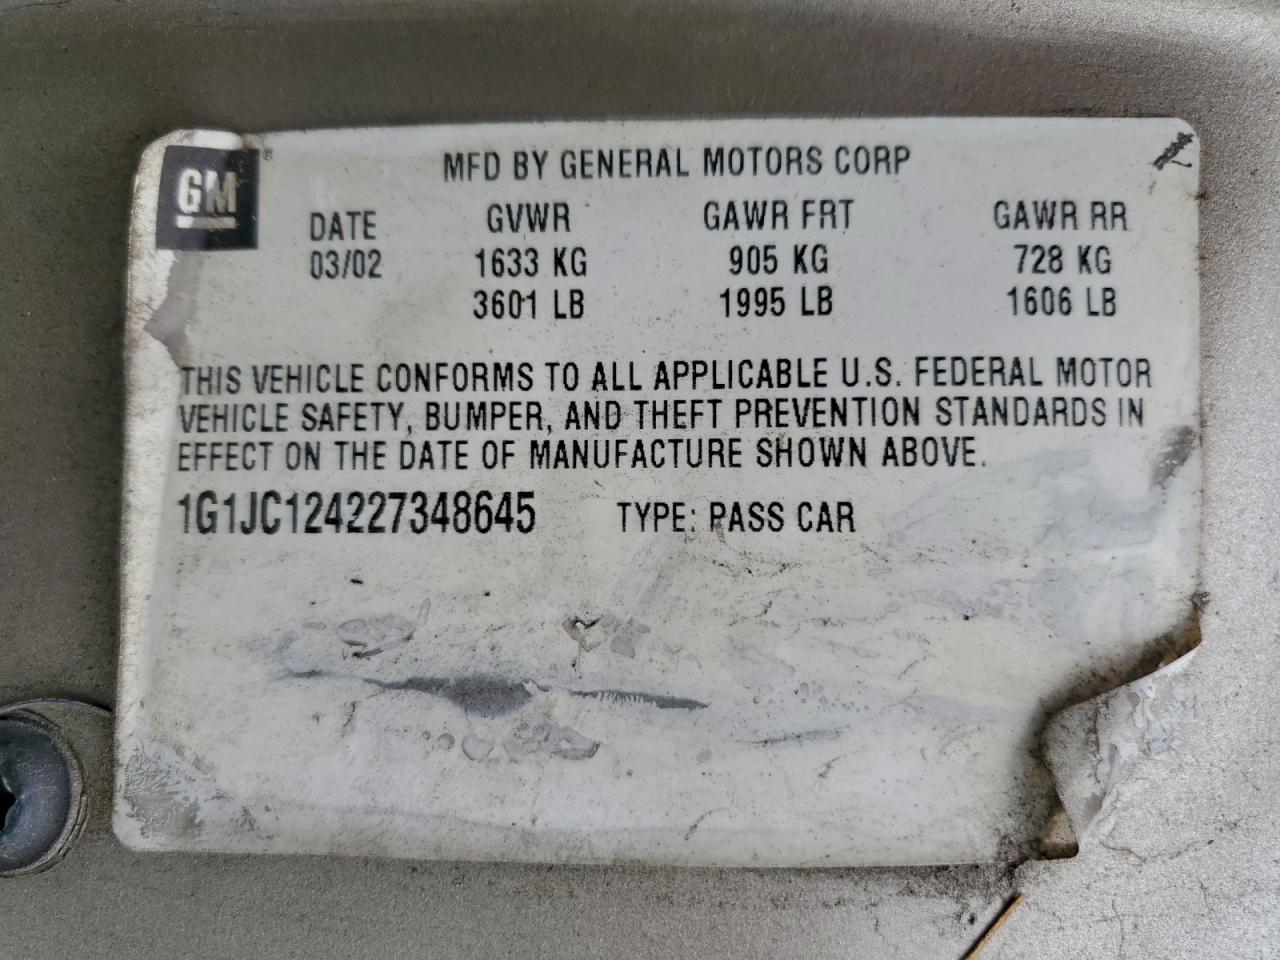 GM®
MFD BY GENERAL MOTORS CORP
DATE GVWR GAWR FRT GAWR RR
03/02 1633 KG 905 KG 728 KG
3601 LB 1995 LB 1606 LB
THIS VEHICLE CONFORMS TO ALL APPLICABLE U.S. FEDERAL MOTOR
VEHICLE SAFETY, BUMPER, AND THEFT PREVENTION STANDARDS IN
EFFECT ON THE DATE OF MANUFACTURE SHOWN ABOVE.
1G1JC124227348645 TYPE: PASS CAR